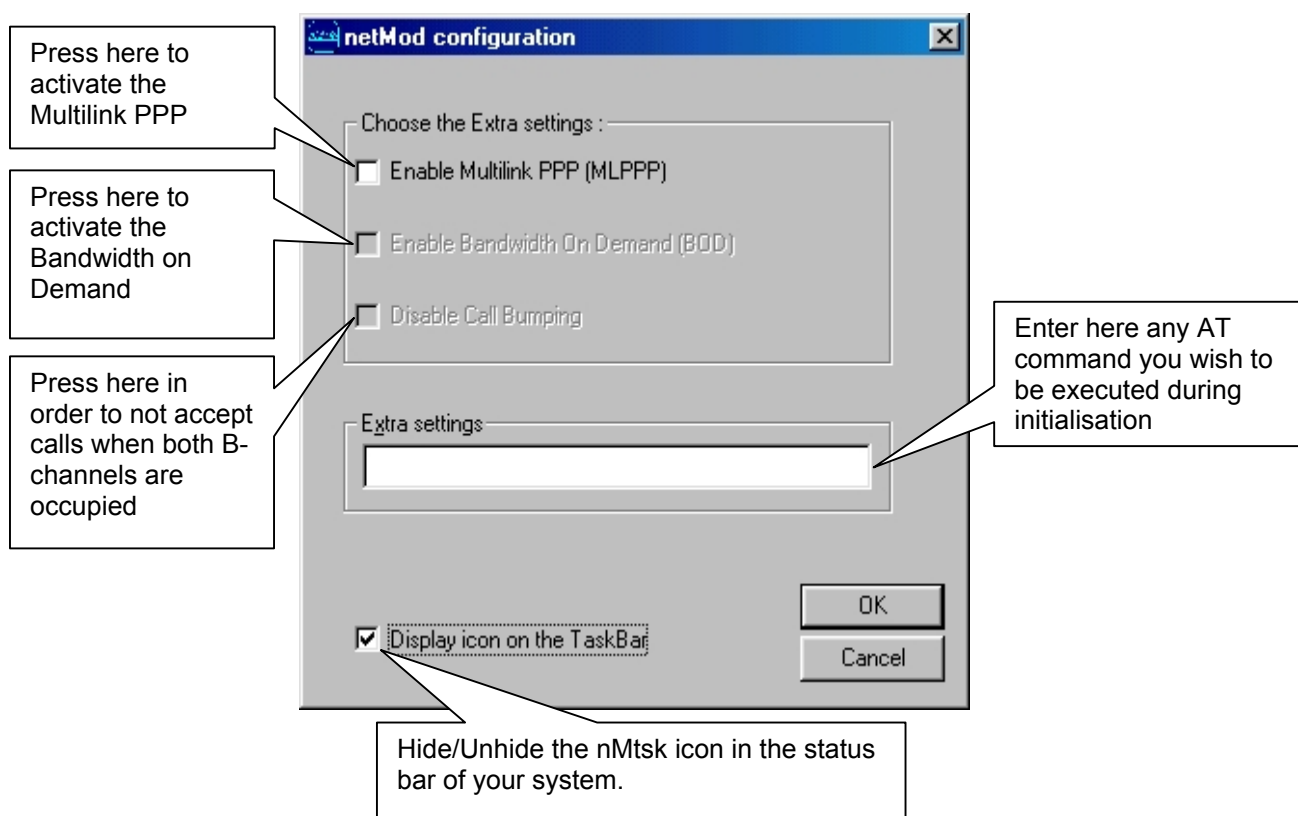 netMod configuration
Press here to
activate the
Multilink PPP
Choose the Extra settings :
Enable Multilink PPP (MLPPP)
Press here to
activate the
Bandwidth on
Demand
Enable Bandwidth On Demand (BOD)
Disable Call Bumping
Press here in
order to not accept
calls when both B-
channels are
occupied
Enter here any AT
command you wish to
be executed during
initialisation
Extra settings
OK
Cancel
Display icon on the TaskBar
Hide/Unhide the nMtsk icon in the status
bar of your system.